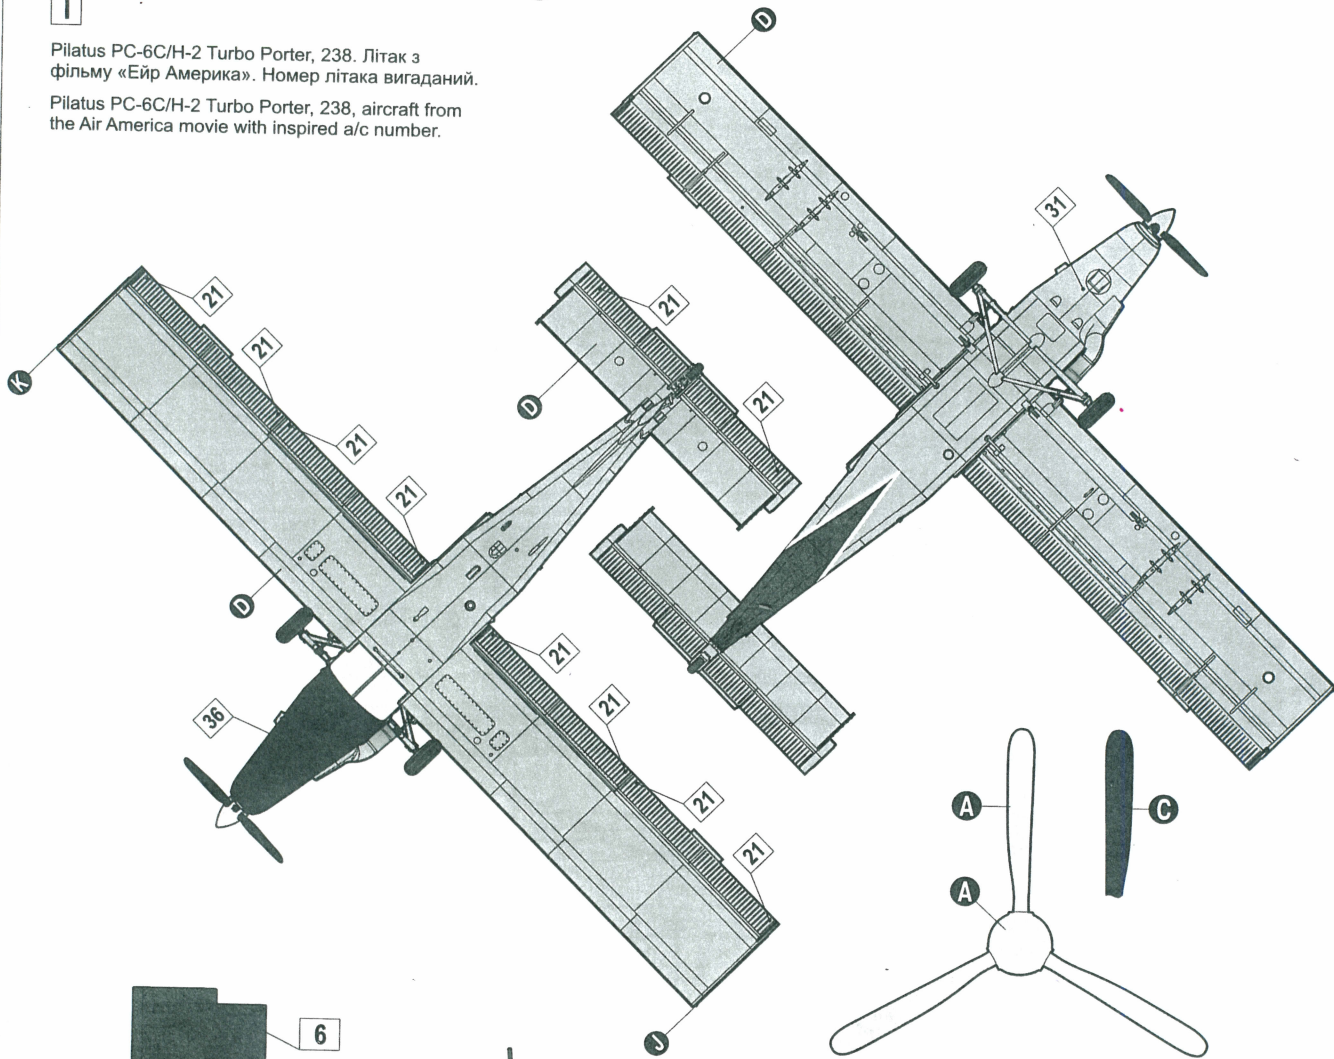 1
Pilatus PC-6C/H-2 Turbo Porter, 238. Літак з
фільму «Ейр Америка». Номер літака вигаданий.
Pilatus PC-6C/H-2 Turbo Porter, 238, aircraft from
the Air America movie with inspired a/c number.
D
31
21
21
21
21
K
21
21
D
D
36
21
21
21
21
A
C
A
J
6